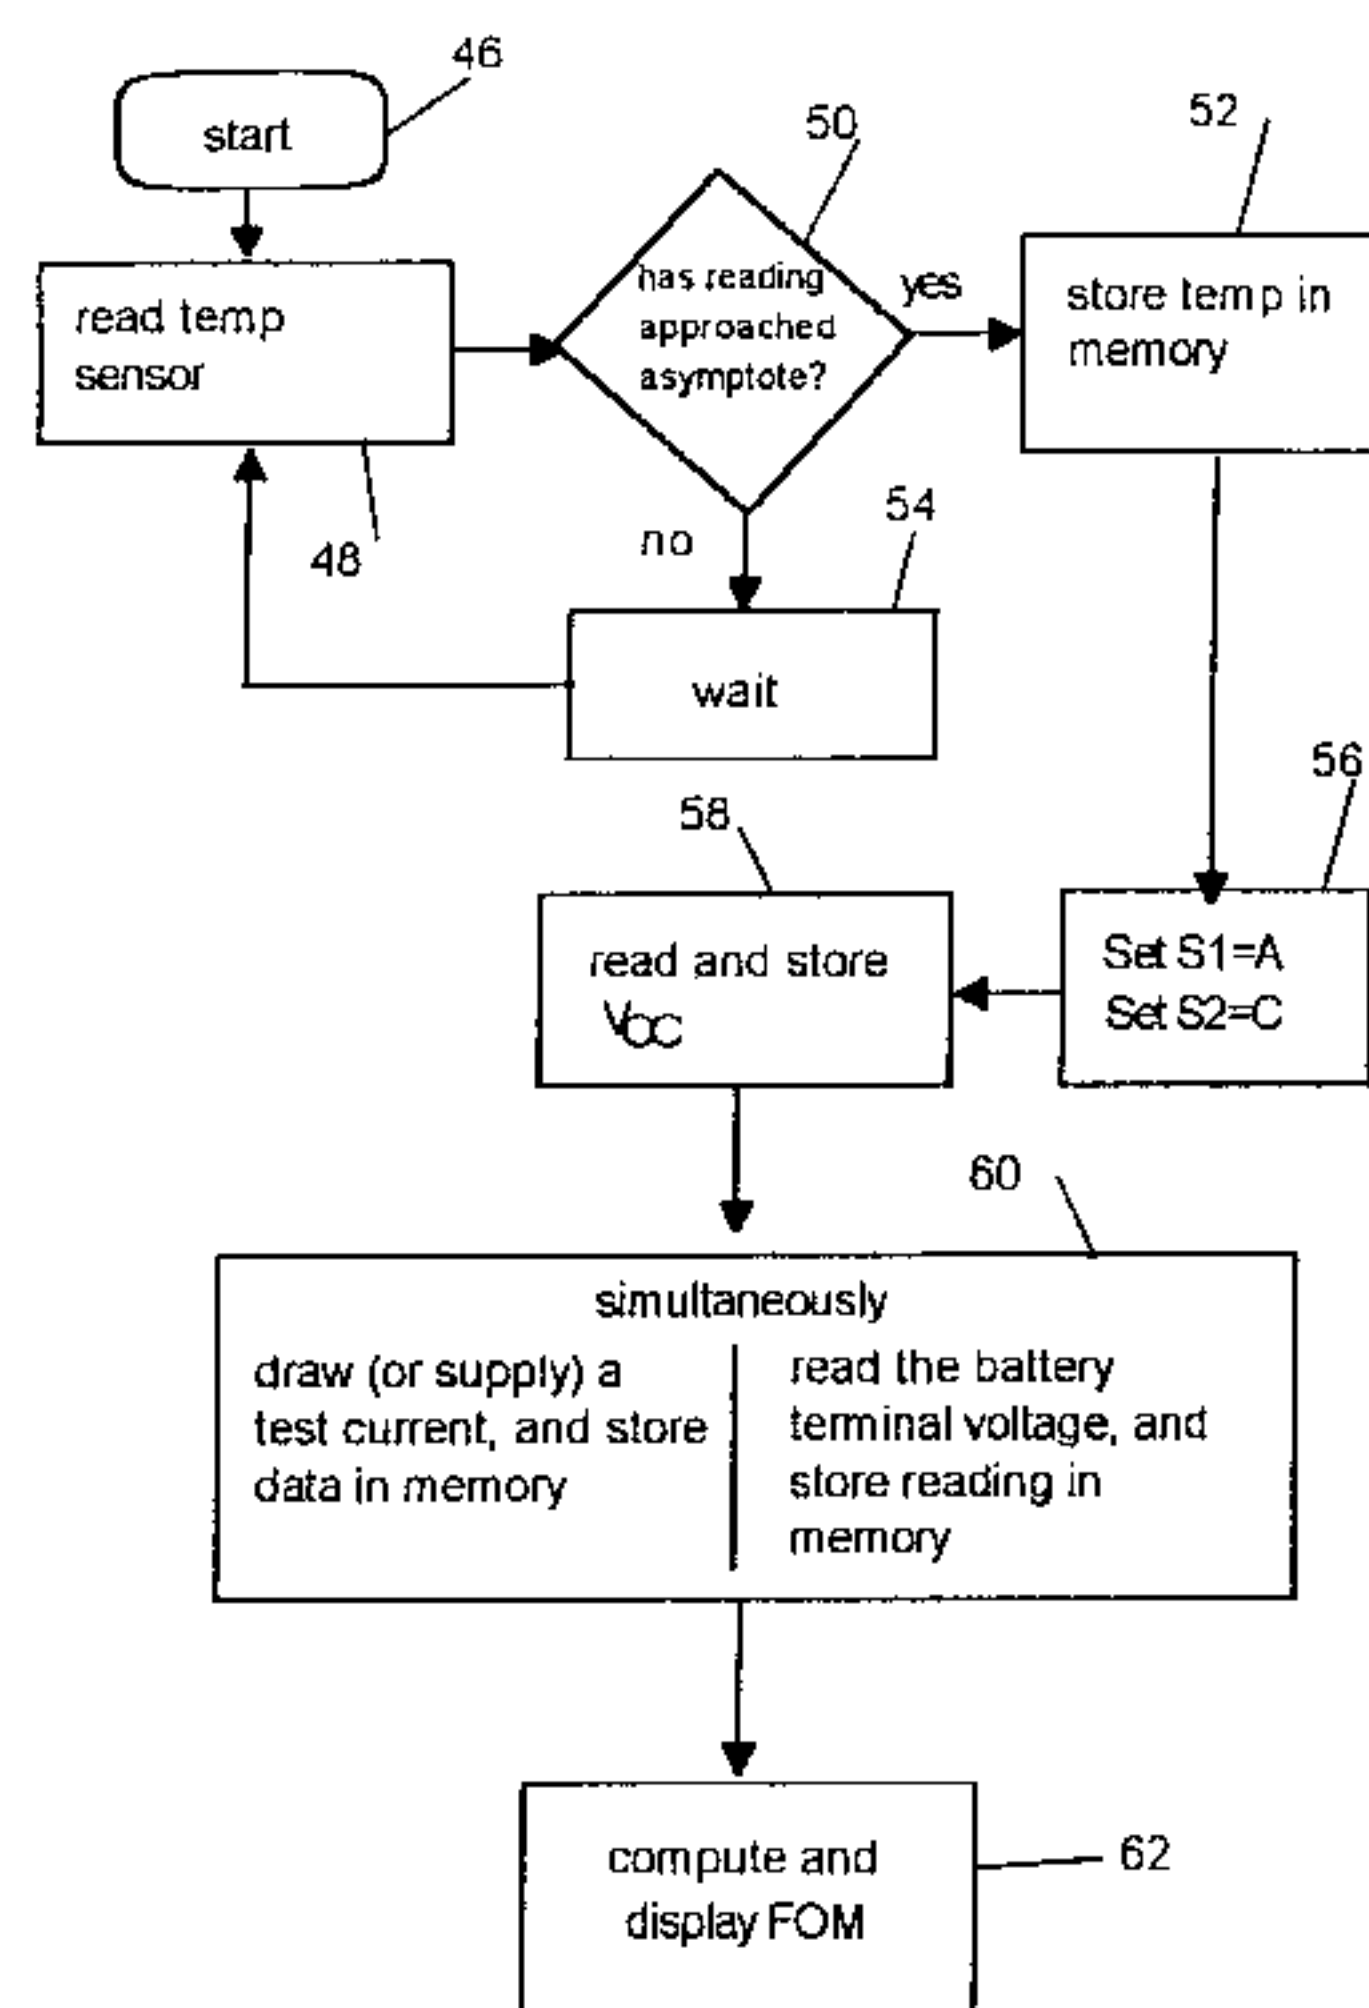 46
start
read temp
sensor
48
50
has reading
approached
asymptote?
yes
no
52
store temp in
memory
54
wait
56
Set S1=A
Set S2=C
58
read and store
VOC
60
simultaneously
draw (or supply) a
test current, and store
data in memory
read the battery
terminal voltage, and
store reading in
memory
compute and
display FOM
62